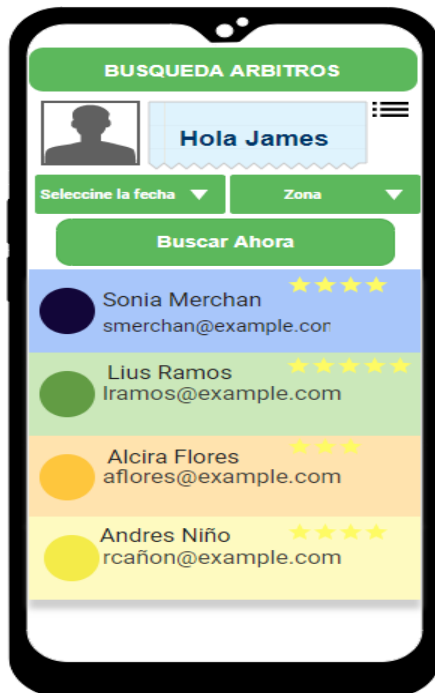 BUSQUEDA ARBITROS
Hola James
Seleccine la fecha
Zona
Buscar Ahora
Sonia Merchan
smerchan@example.con
Lius Ramos
lramos@example.com
Alcira Flores
aflores@example.com
Andres Niño
rcañon@example.com